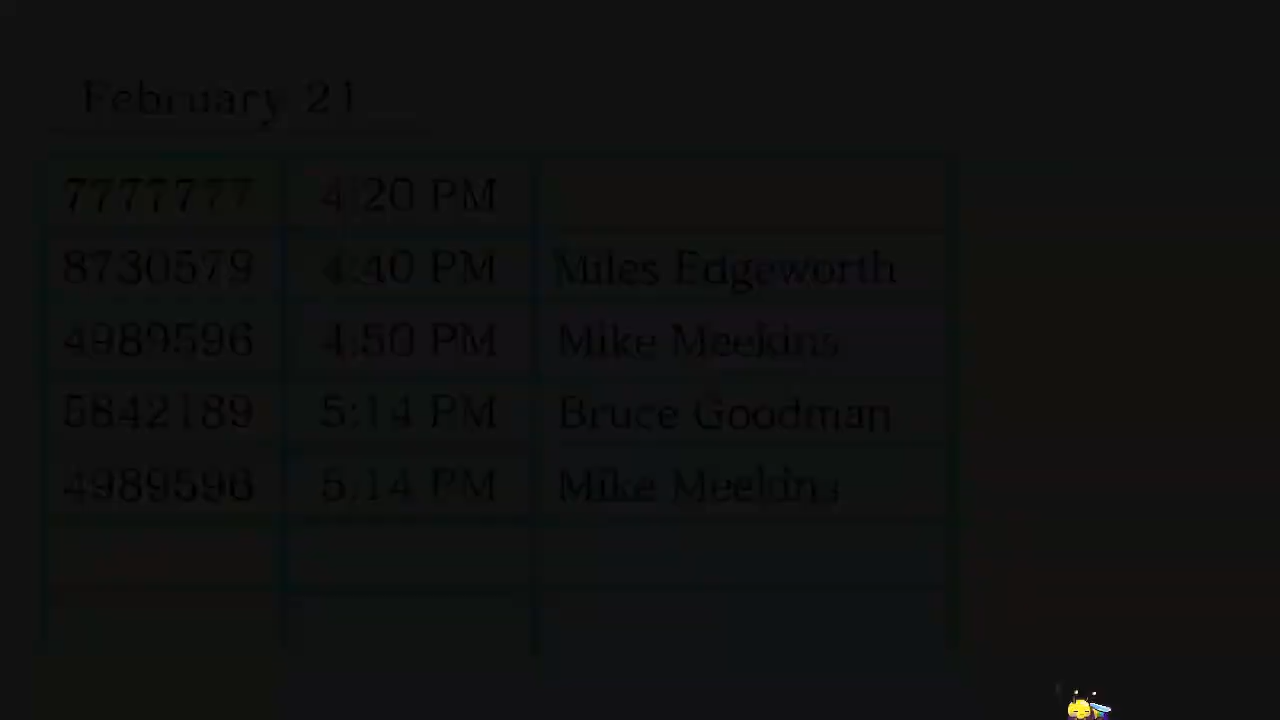 February 21
7777777 4:20 PM
8730579 4:40 PM Miles Edgeworth
4989596 4:50 PM Mike Meekins
5842189 5:14 PM Bruce Goodman
4989596 5:14 PM Mike Meekins